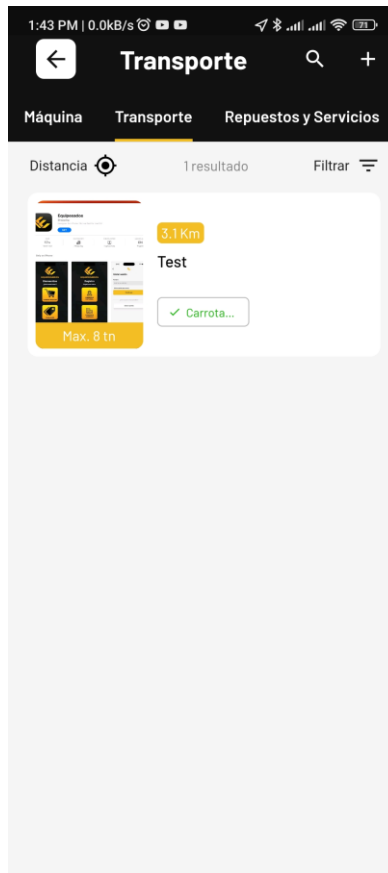 1:43 PM | 0.0kB/s
71
Transporte
Máquina Transporte Repuestos y Servicios
Distancia 1 resultado Filtrar
3.1 Km
Test
Carrota...
Max. 8 tn